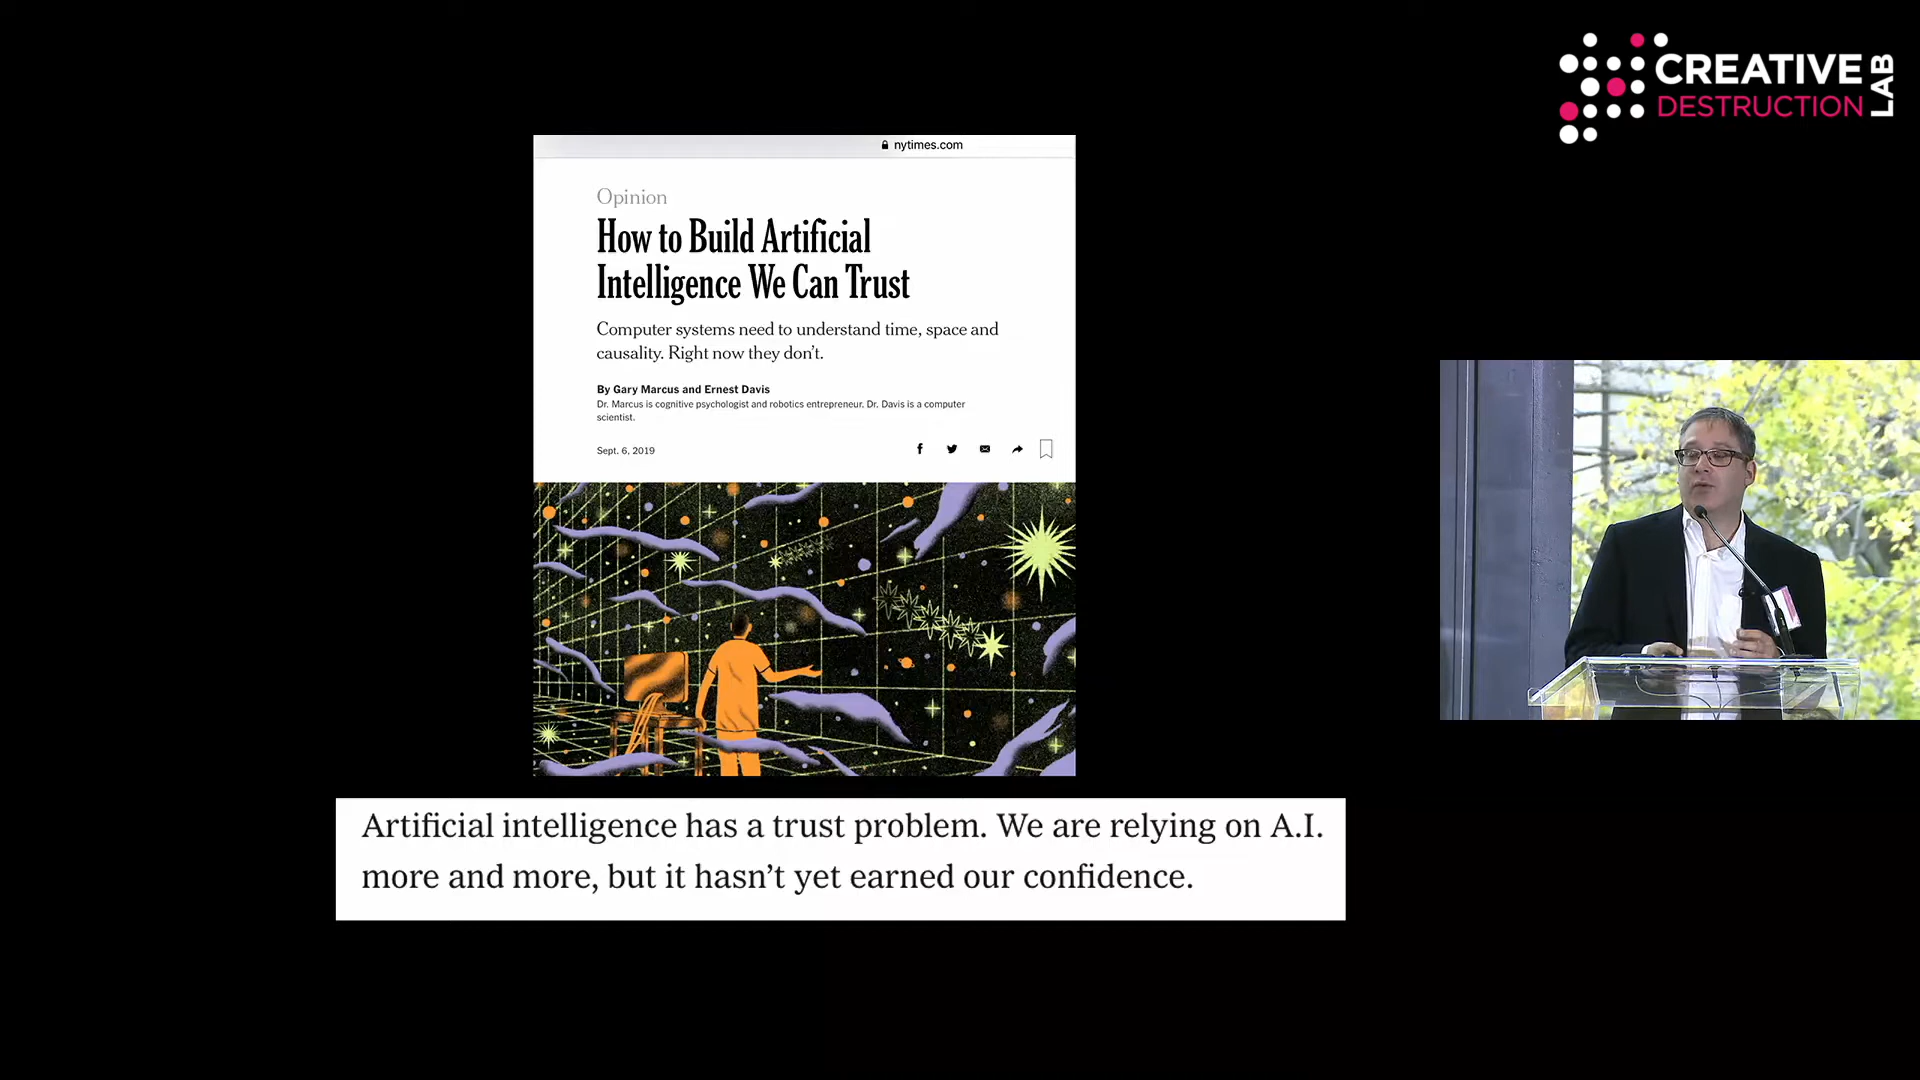 CREATIVE
DESTRUCTION
LAB
nytimes.com
Opinion
How to Build Artificial
Intelligence We Can Trust
Computer systems need to understand time, space and
causality. Right now they don’t.
By Gary Marcus and Ernest Davis
Dr. Marcus is cognitive psychologist and robotics entrepreneur. Dr. Davis is a computer
scientist.
Sept. 6, 2019
Artificial intelligence has a trust problem. We are relying on A.I.
more and more, but it hasn’t yet earned our confidence.